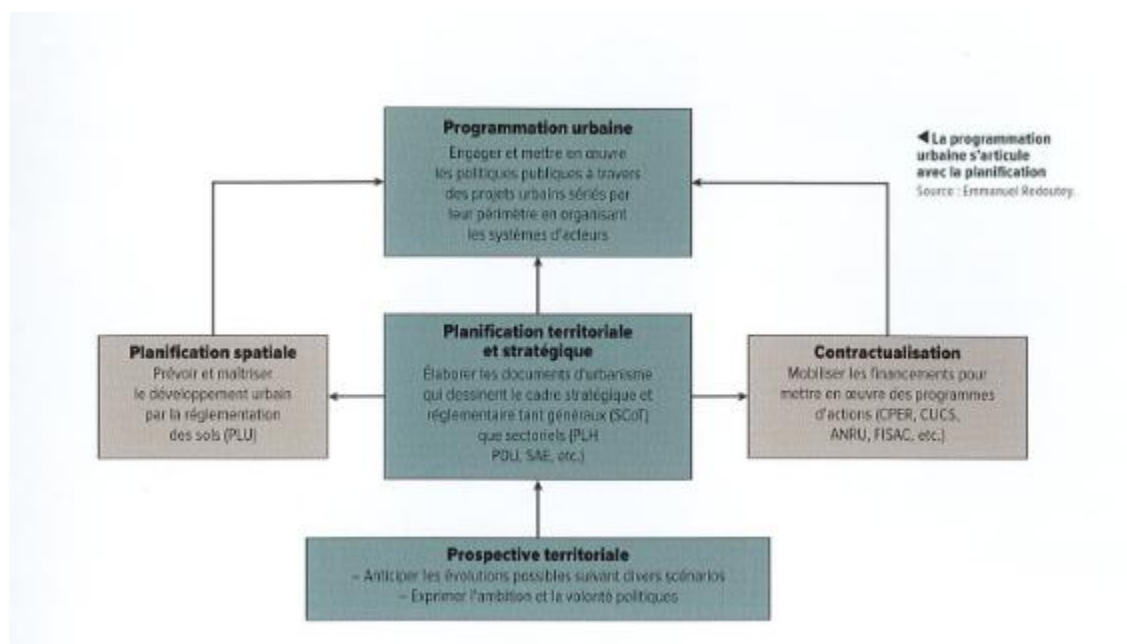 Programmation urbaine
Engager et mettre en œuvre
les politiques publiques à travers
des projets urbains sériés par
leur périmètre en organisant
les systèmes d'acteurs
◀ La programmation
urbaine s'articule
avec la planification
Source : Emmanuel Redoutey.
Planification spatiale
Prévoir et maîtriser
le développement urbain
par la réglementation
des sols (PLU)
Planification territoriale
et stratégique
Élaborer les documents d'urbanisme
qui dessinent le cadre stratégique et
réglementaire tant généraux (SCoT)
que sectoriels (PLH
PDU, SAE, etc.)
Contractualisation
Mobiliser les financements pour
mettre en œuvre des programmes
d'actions (CPER, CUCS,
ANRU, FISAC, etc.)
Prospective territoriale
– Anticiper les évolutions possibles suivant divers scénarios
– Exprimer l'ambition et la volonté politiques